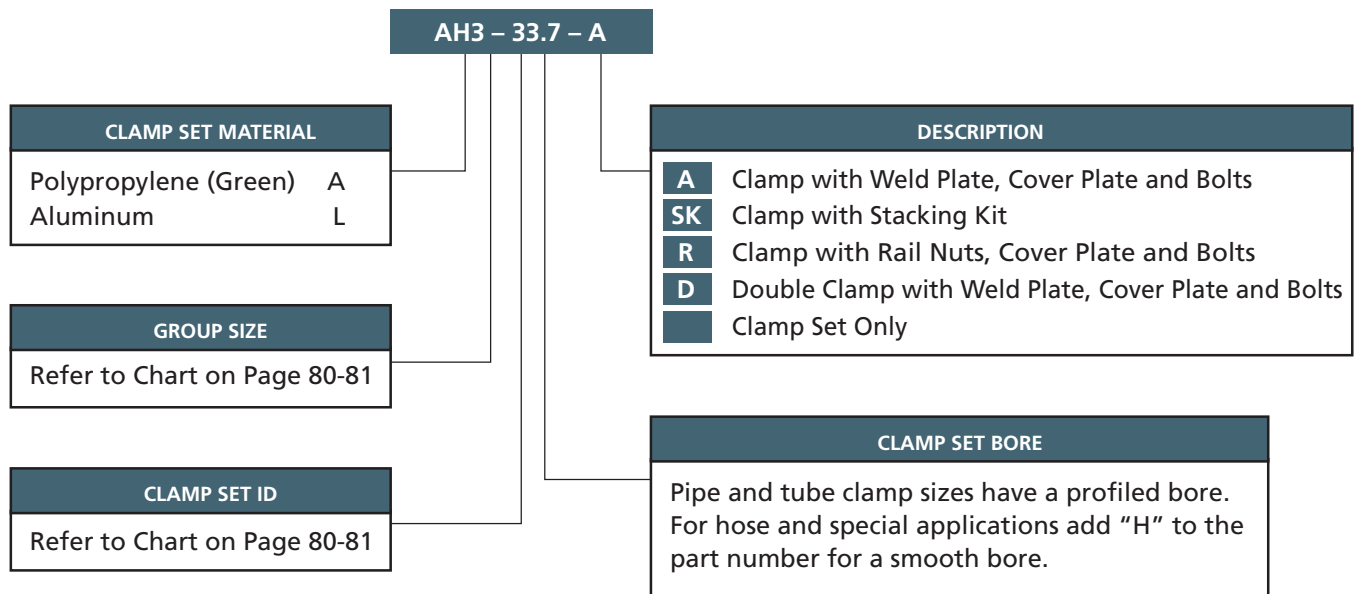 AH3 – 33.7 – A
CLAMP SET MATERIAL
Polypropylene (Green) A
Aluminum L
GROUP SIZE
Refer to Chart on Page 80-81
CLAMP SET ID
Refer to Chart on Page 80-81
DESCRIPTION
A Clamp with Weld Plate, Cover Plate and Bolts
SK Clamp with Stacking Kit
R Clamp with Rail Nuts, Cover Plate and Bolts
D Double Clamp with Weld Plate, Cover Plate and Bolts
Clamp Set Only
CLAMP SET BORE
Pipe and tube clamp sizes have a profiled bore.
For hose and special applications add “H” to the
part number for a smooth bore.